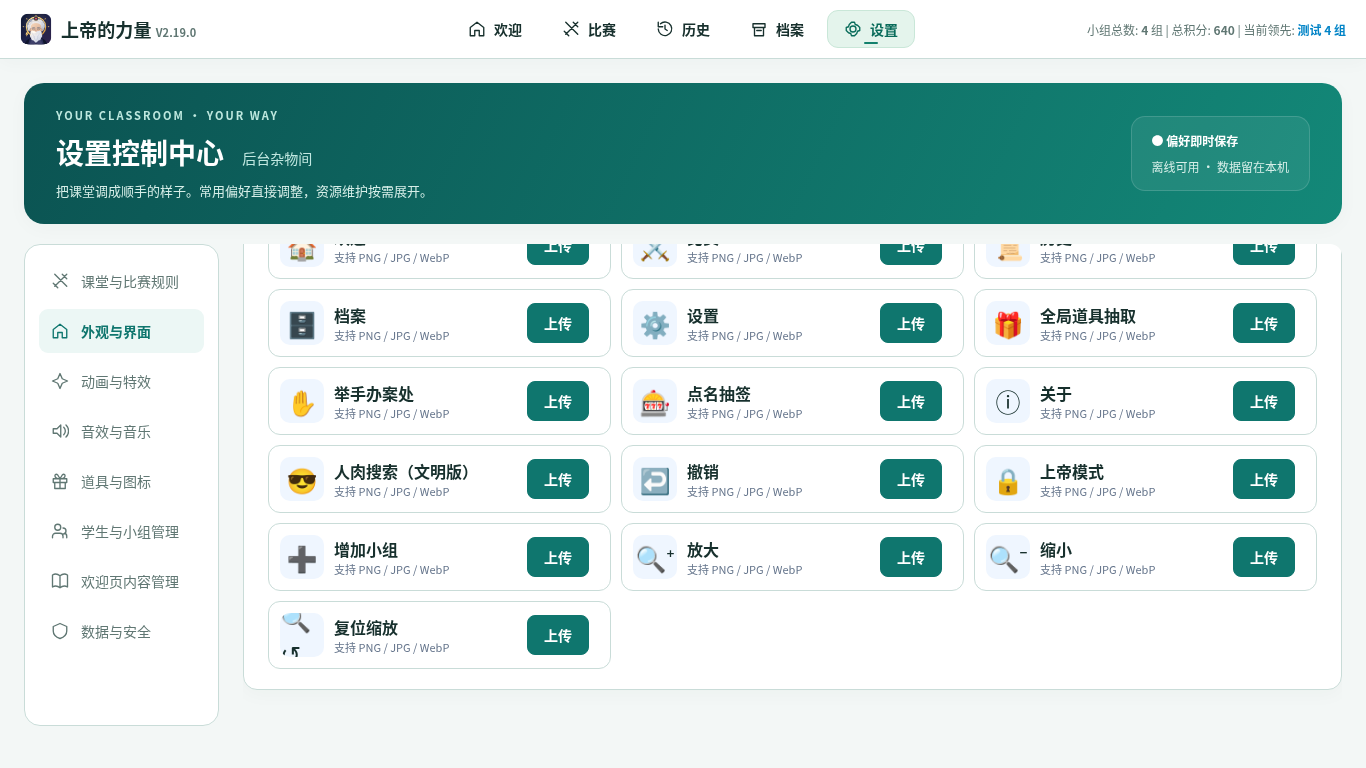 上帝的力量 V2.19.0
欢迎
比赛
历史
档案
设置
小组总数: 4 组 | 总积分: 640 | 当前领先: 测试 4 组
YOUR CLASSROOM · YOUR WAY
设置控制中心 后台杂物间
把课堂调成顺手的样子。常用偏好直接调整，资源维护按需展开。
偏好即时保存
离线可用 · 数据留在本机
课堂与比赛规则
外观与界面
动画与特效
音效与音乐
道具与图标
学生与小组管理
欢迎页内容管理
数据与安全
支持 PNG / JPG / WebP
上传
支持 PNG / JPG / WebP
上传
支持 PNG / JPG / WebP
上传
档案
支持 PNG / JPG / WebP
上传
设置
支持 PNG / JPG / WebP
上传
全局道具抽取
支持 PNG / JPG / WebP
上传
举手办案处
支持 PNG / JPG / WebP
上传
点名抽签
支持 PNG / JPG / WebP
上传
关于
支持 PNG / JPG / WebP
上传
人肉搜索（文明版）
支持 PNG / JPG / WebP
上传
撤销
支持 PNG / JPG / WebP
上传
上帝模式
支持 PNG / JPG / WebP
上传
增加小组
支持 PNG / JPG / WebP
上传
放大
支持 PNG / JPG / WebP
上传
缩小
支持 PNG / JPG / WebP
上传
复位缩放
支持 PNG / JPG / WebP
上传